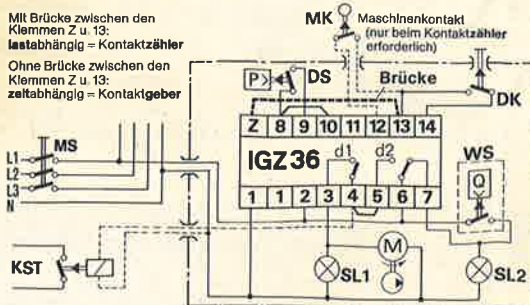 Mit Brücke zwischen den
Klemmen Z u. 13:
lastabhängig = Kontaktzähler
Ohne Brücke zwischen den
Klemmen Z u. 13:
zeitabhängig = Kontaktgeber
MK
Maschinenkontakt
(nur beim Kontaktzähler
erforderlich)
P
DS
Brücke
DK
Z 8 9 10 11 12 13 14
IGZ36
d1
d2
1 1 2 3 4 5 6 7
MS
L1
L2
L3
N
WS
Q
KST
M
SL1
SL2